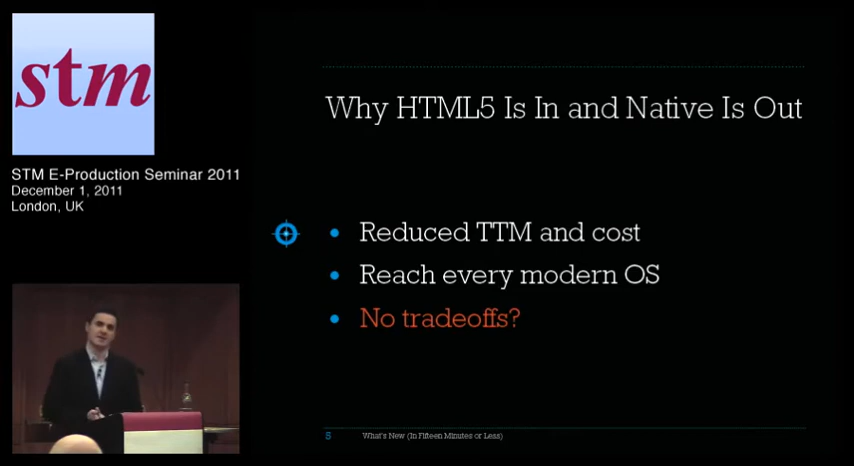 stm
STM E-Production Seminar 2011
December 1, 2011
London, UK
Why HTML5 Is In and Native Is Out
• Reduced TTM and cost
• Reach every modern OS
• No tradeoffs?
5 What's New (In Fifteen Minutes or Less)